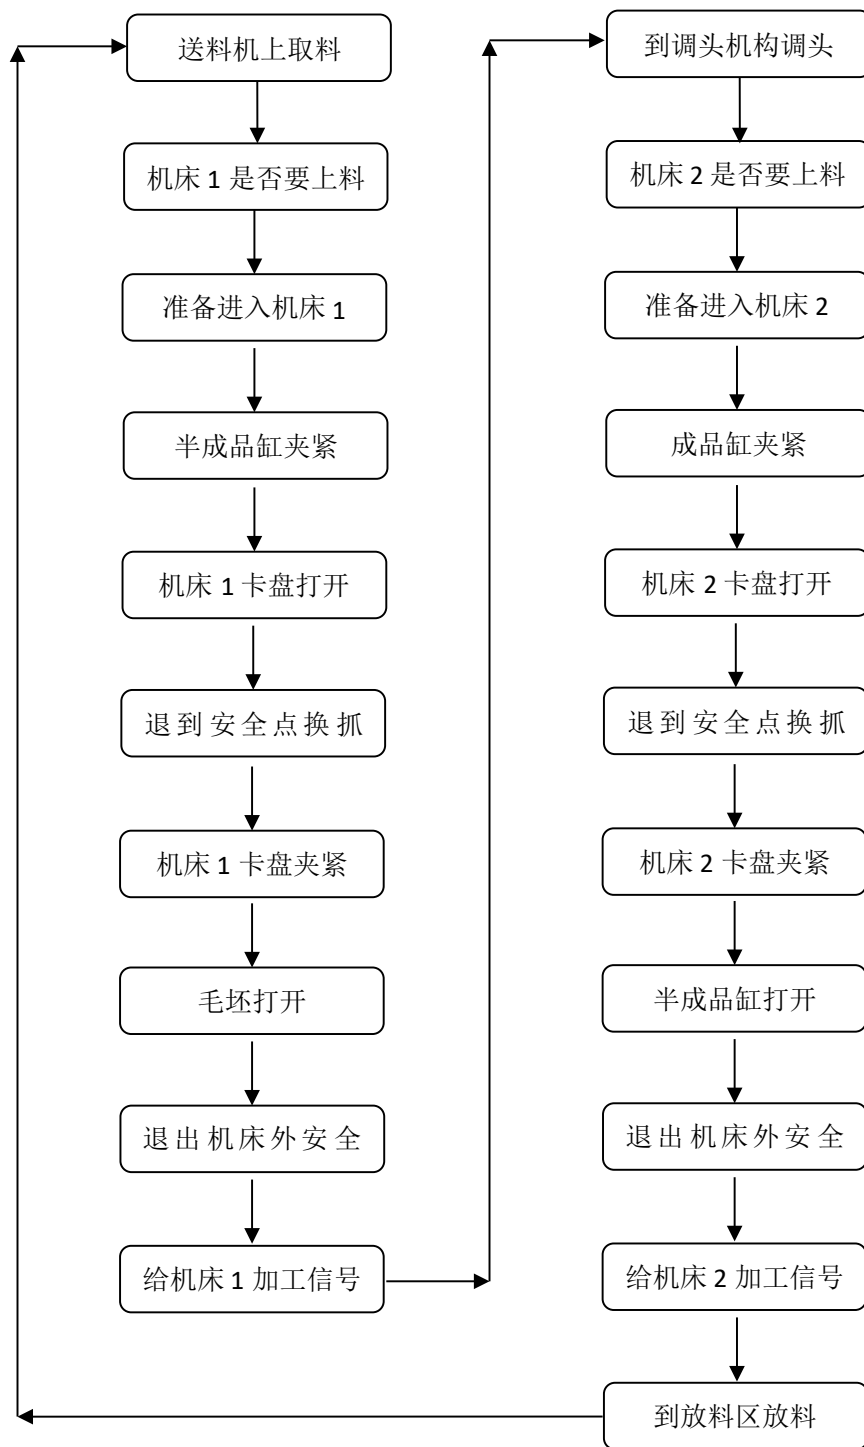 送料机上取料
机床 1 是否要上料
准备进入机床 1
半成品缸夹紧
机床 1 卡盘打开
退到安全点换抓
机床 1 卡盘夹紧
毛坯打开
退出机床外安全
给机床 1 加工信号
到调头机构调头
机床 2 是否要上料
准备进入机床 2
成品缸夹紧
机床 2 卡盘打开
退到安全点换抓
机床 2 卡盘夹紧
半成品缸打开
退出机床外安全
给机床 2 加工信号
到放料区放料